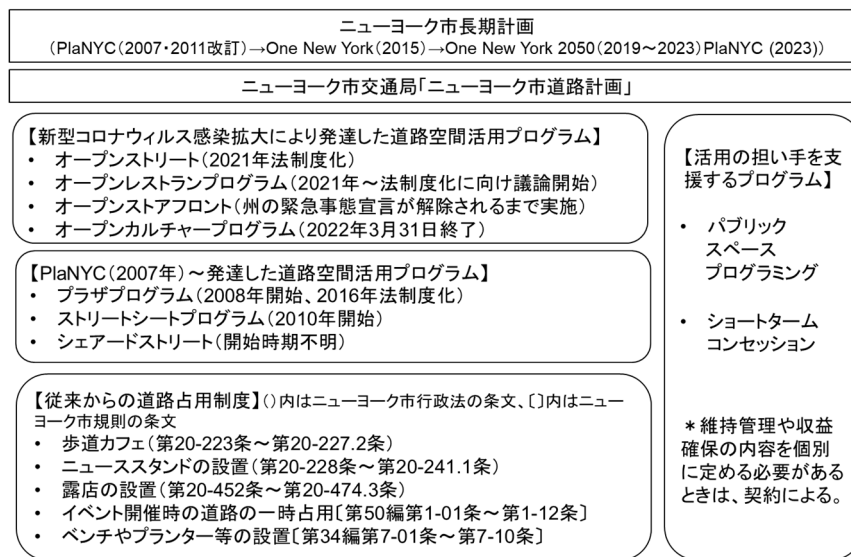 ニューヨーク市長期計画
（PlaNYC（2007・2011改訂）→One New York（2015）→One New York 2050（2019～2023）PlaNYC (2023)）
ニューヨーク市交通局「ニューヨーク市道路計画」
【新型コロナウィルス感染拡大により発達した道路空間活用プログラム】
• オープンストリート（2021年法制度化）
• オープンレストランプログラム（2021年～法制度化に向け議論開始）
• オープンストアフロント（州の緊急事態宣言が解除されるまで実施）
• オープンカルチャープログラム（2022年3月31日終了）
【PlaNYC（2007年）～発達した道路空間活用プログラム】
• プラザプログラム（2008年開始、2016年法制度化）
• ストリートシートプログラム（2010年開始）
• シェアードストリート（開始時期不明）
【従来からの道路占用制度】（）内はニューヨーク市行政法の条文、〔〕内はニュー
ヨーク市規則の条文
• 歩道カフェ（第20-223条～第20-227.2条）
• ニューススタンドの設置（第20-228条～第20-241.1条）
• 露店の設置（第20-452条～第20-474.3条）
• イベント開催時の道路の一時占用〔第50編第1-01条～第1-12条〕
• ベンチやプランター等の設置〔第34編第7-01条～第7-10条〕
【活用の担い手を支
援するプログラム】
• パブリック
スペース
プログラミング
• ショートターム
コンセッション
＊維持管理や収益
確保の内容を個別
に定める必要がある
ときは、契約による。